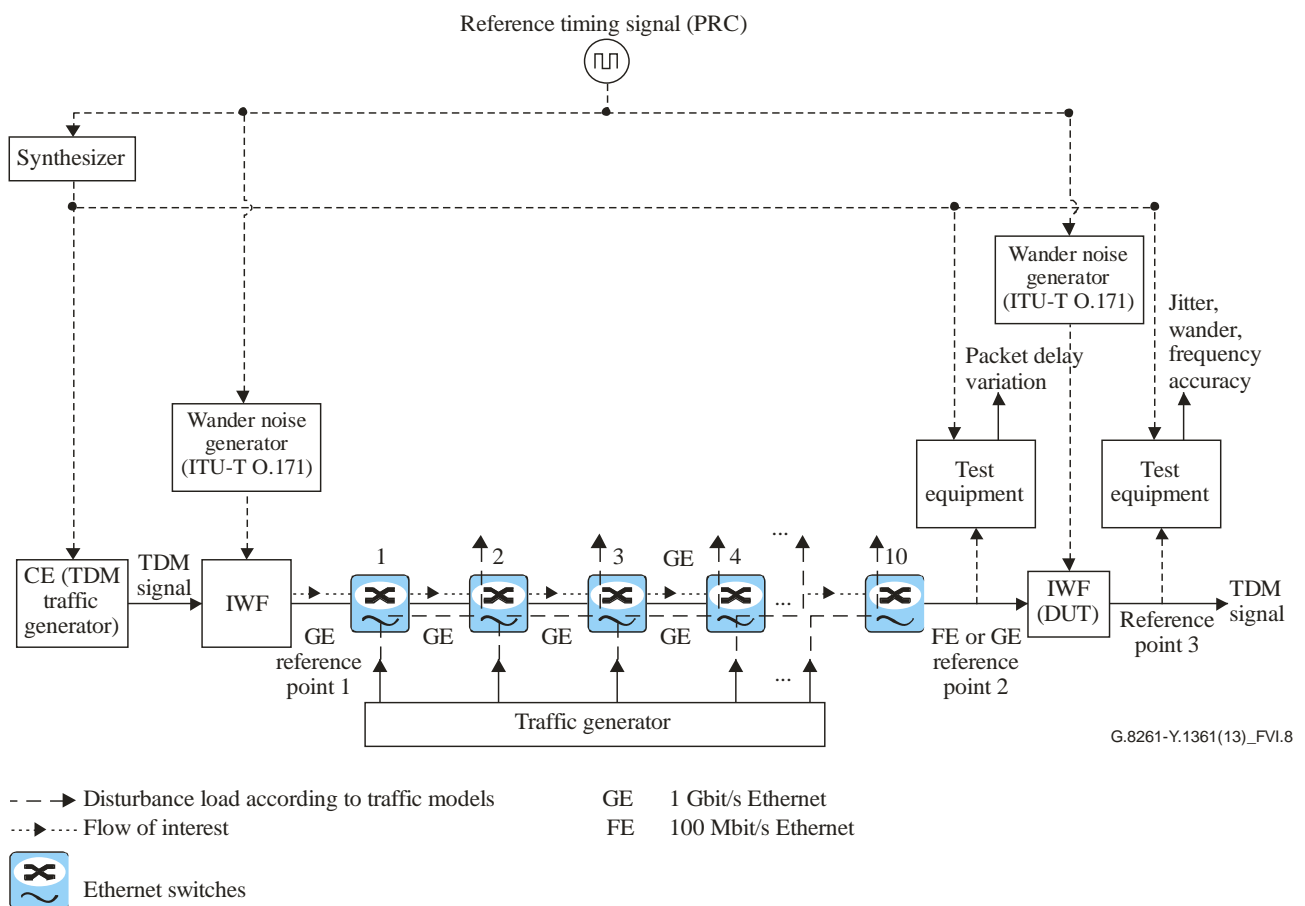 Reference timing signal (PRC)
Synthesizer
Wander noise
generator
(ITU-T O.171)
Jitter,
wander,
frequency
accuracy
Packet delay
variation
Wander noise
generator
(ITU-T O.171)
Test
equipment
Test
equipment
CE (TDM
traffic
generator)
TDM
signal
IWF
1
2
3
GE
4
...
10
...
IWF
(DUT)
TDM
signal
GE
reference
point 1
GE
GE
GE
...
FE or GE
reference
point 2
Reference
point 3
Traffic generator
G.8261-Y.1361(13)_FVI.8
Disturbance load according to traffic models
GE 1 Gbit/s Ethernet
Flow of interest
FE 100 Mbit/s Ethernet
Ethernet switches